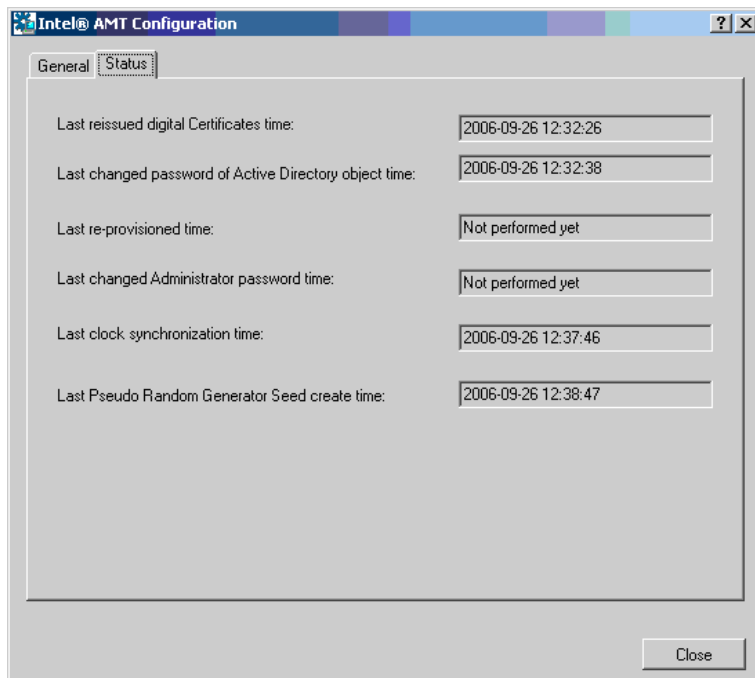 Intel® AMT Configuration
General Status
Last reissued digital Certificates time: 2006-09-26 12:32:26
Last changed password of Active Directory object time: 2006-09-26 12:32:38
Last re-provisioned time: Not performed yet
Last changed Administrator password time: Not performed yet
Last clock synchronization time: 2006-09-26 12:37:46
Last Pseudo Random Generator Seed create time: 2006-09-26 12:38:47
Close